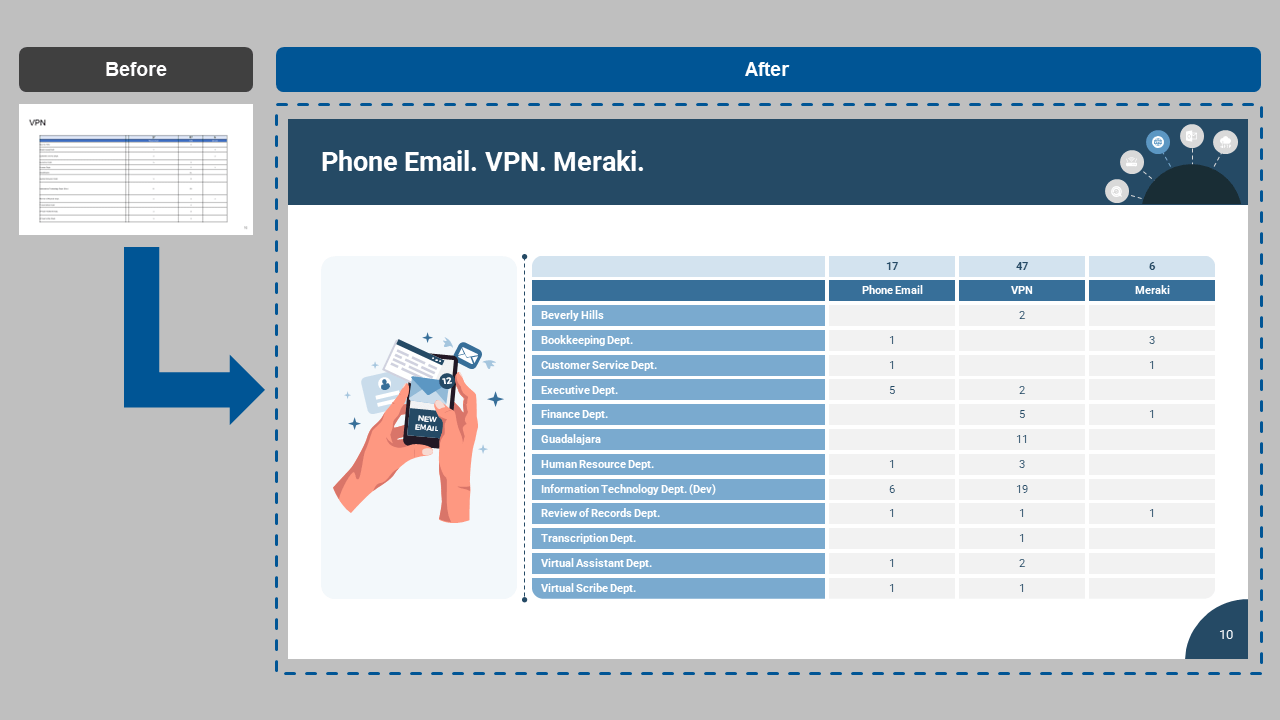 Before
After
VPN
Phone Email. VPN. Meraki.
17 47 6
Phone Email VPN Meraki
Beverly Hills 2
Bookkeeping Dept. 1 3
Customer Service Dept. 1 1
Executive Dept. 5 2
Finance Dept. 5 1
Guadalajara 11
Human Resource Dept. 1 3
Information Technology Dept. (Dev) 6 19
Review of Records Dept. 1 1 1
Transcription Dept. 1
Virtual Assistant Dept. 1 2
Virtual Scribe Dept. 1 1
12
NEW
EMAIL
10